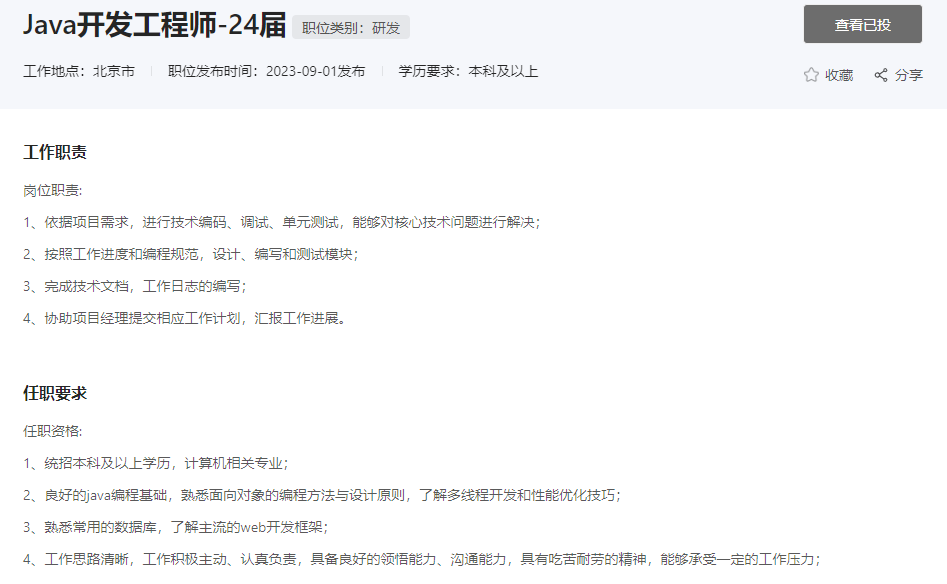 Java开发工程师-24届 职位类别：研发 查看已投
工作地点：北京市 职位发布时间：2023-09-01发布 学历要求：本科及以上 收藏 分享
工作职责
岗位职责:
1、依据项目需求，进行技术编码、调试、单元测试，能够对核心技术问题进行解决；
2、按照工作进度和编程规范，设计、编写和测试模块；
3、完成技术文档，工作日志的编写；
4、协助项目经理提交相应工作计划，汇报工作进展。
任职要求
任职资格:
1、统招本科及以上学历，计算机相关专业；
2、良好的java编程基础，熟悉面向对象的编程方法与设计原则，了解多线程开发和性能优化技巧；
3、熟悉常用的数据库，了解主流的web开发框架；
4、工作思路清晰，工作积极主动、认真负责，具备良好的领悟能力、沟通能力，具有吃苦耐劳的精神，能够承受一定的工作压力；